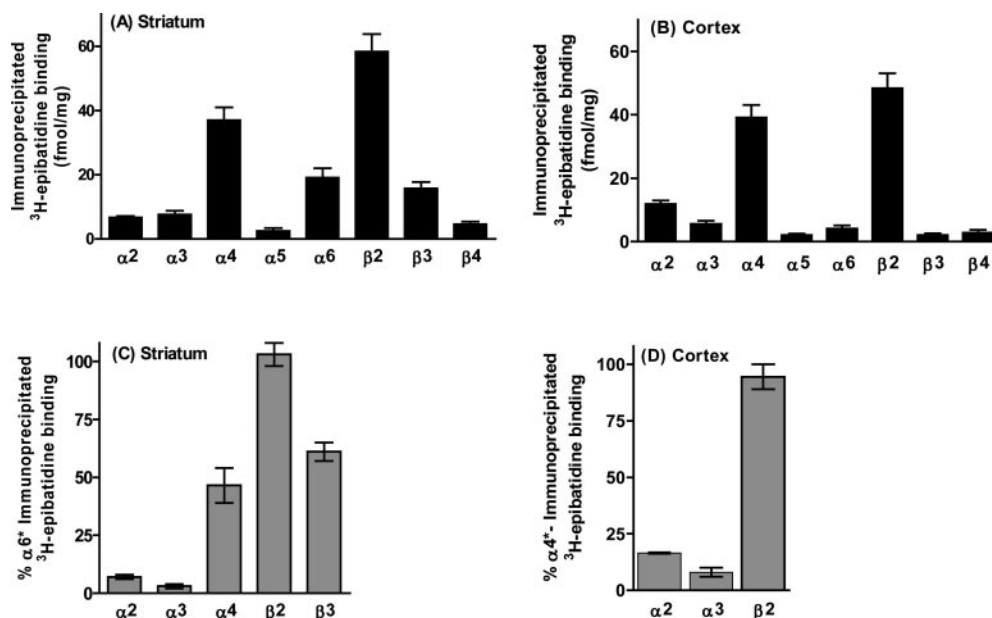 (A) Striatum
Immunoprecipitated
³H-epibatidine binding
(fmol/mg)
60
40
20
0
α2 α3 α4 α5 α6 β2 β3 β4
(B) Cortex
Immunoprecipitated
³H-epibatidine binding
(fmol/mg)
60
40
20
0
α2 α3 α4 α5 α6 β2 β3 β4
(C) Striatum
% α6* Immunoprecipitated
³H-epibatidine binding
100
75
50
25
0
α2 α3 α4 β2 β3
(D) Cortex
% α4*- Immunoprecipitated
³H-epibatidine binding
100
75
50
25
0
α2 α3 β2